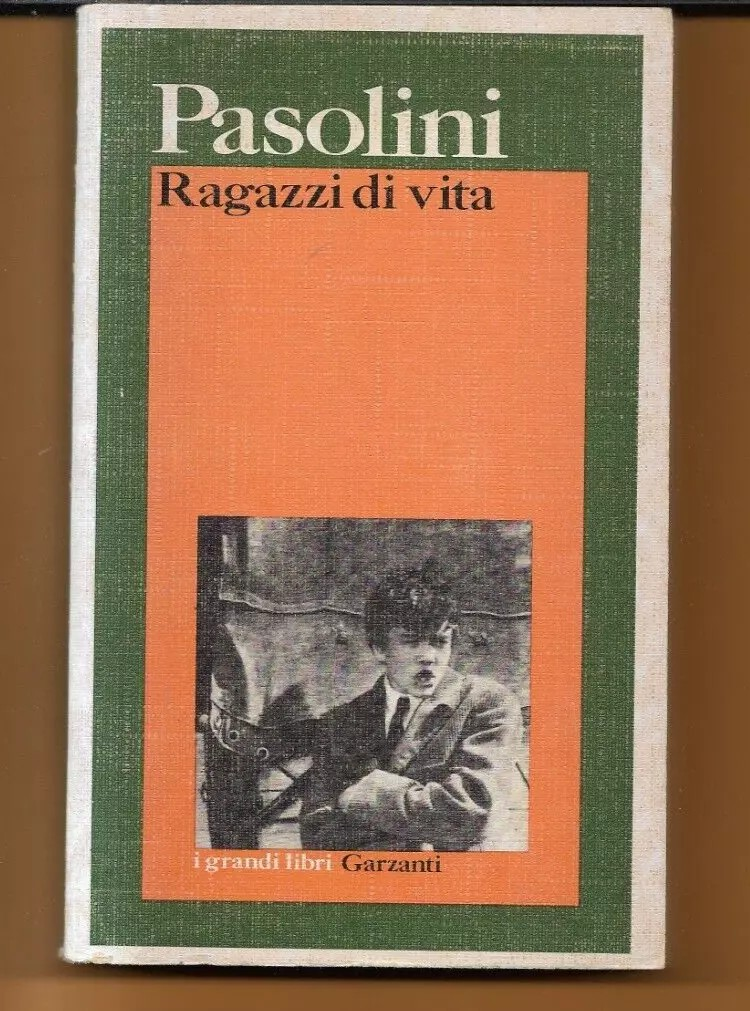 Pasolini
Ragazzi di vita
i grandi libri Garzanti